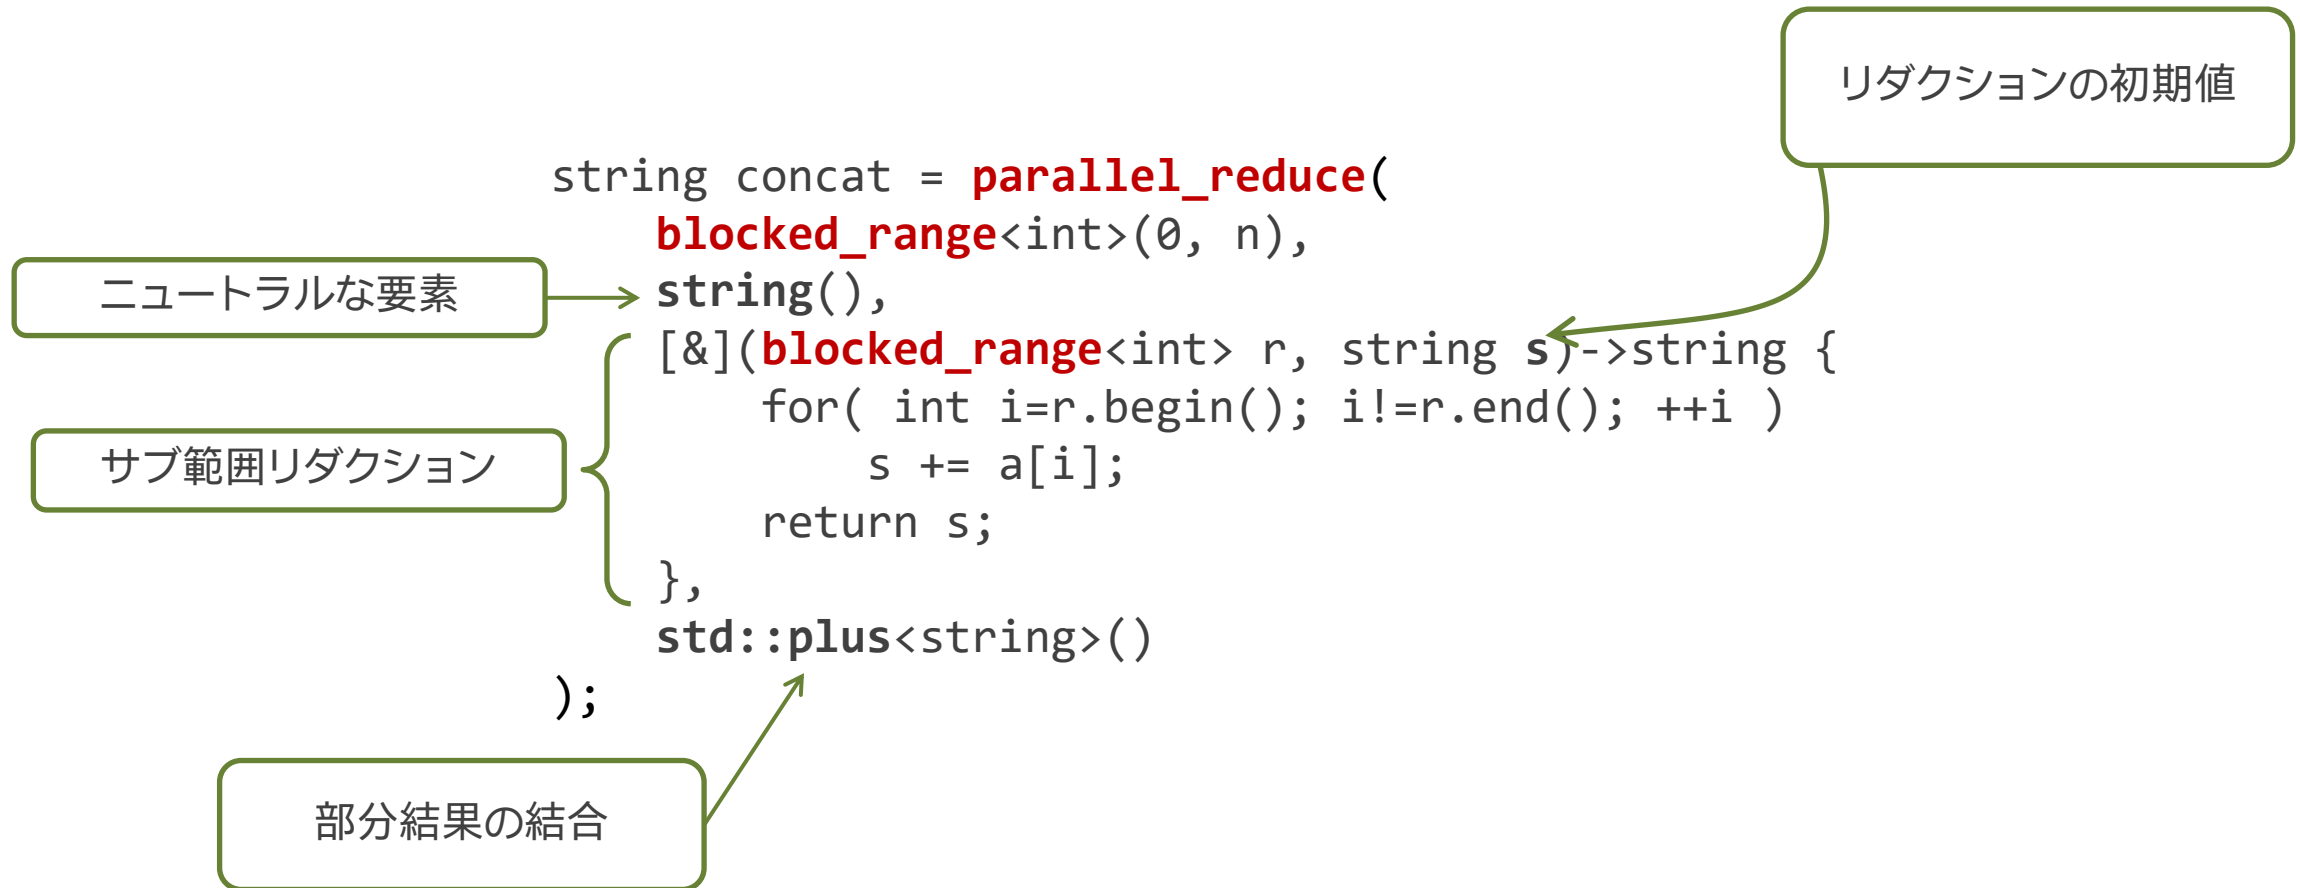 リダクションの初期値
string concat = parallel_reduce(
blocked_range<int>(0, n),
ニュートラルな要素
string(),
[&](blocked_range<int> r, string s)->string {
for( int i=r.begin(); i!=r.end(); ++i )
サブ範囲リダクション
s += a[i];
return s;
},
std::plus<string>()
);
部分結果の結合